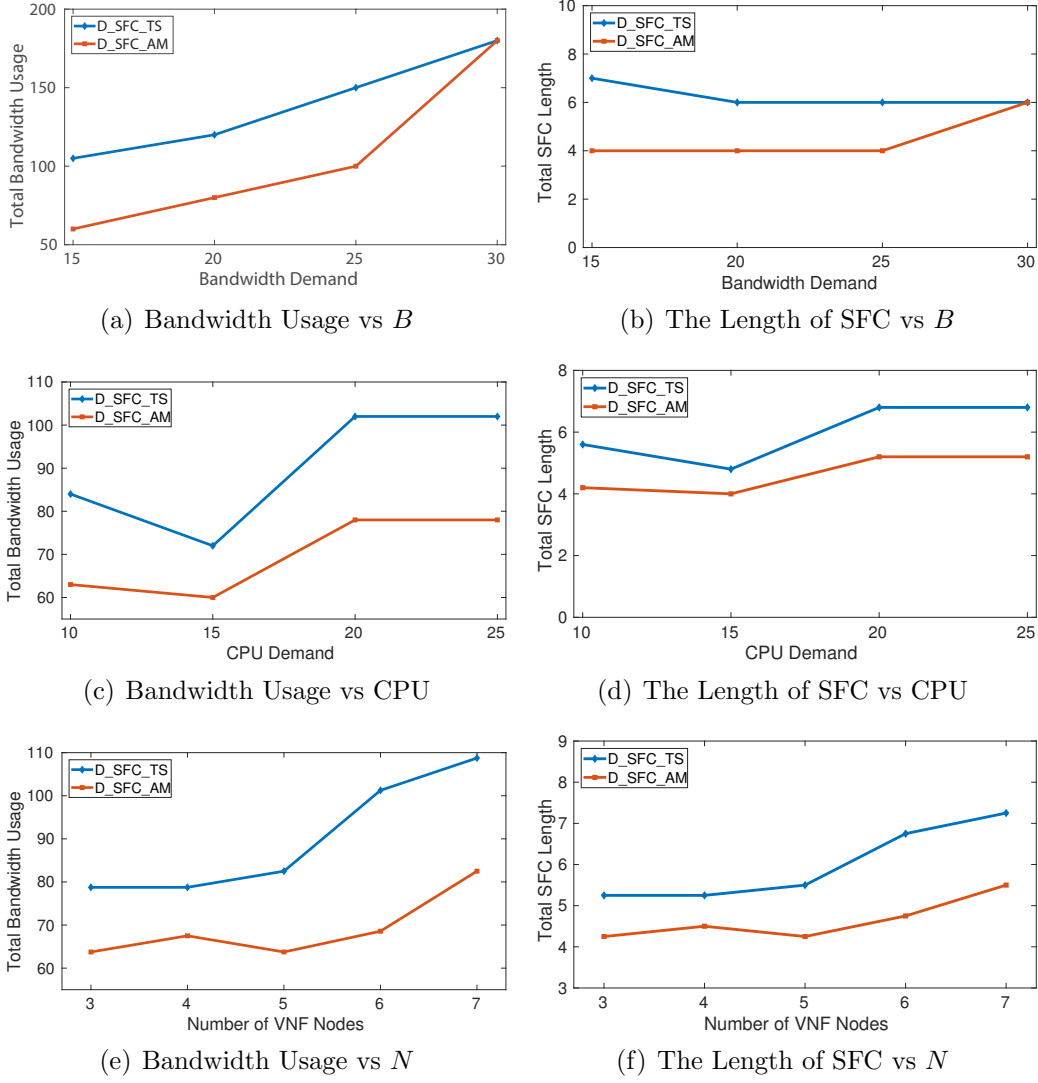 200
150
100
50
Total Bandwidth Usage
D_SFC_TS
D_SFC_AM
15 20 25 30
Bandwidth Demand
(a) Bandwidth Usage vs B
10
8
6
4
2
0
Total SFC Length
D_SFC_TS
D_SFC_AM
15 20 25 30
Bandwidth Demand
(b) The Length of SFC vs B
110
100
90
80
70
60
Total Bandwidth Usage
D_SFC_TS
D_SFC_AM
10 15 20 25
CPU Demand
(c) Bandwidth Usage vs CPU
8
6
4
2
0
Total SFC Length
D_SFC_TS
D_SFC_AM
10 15 20 25
CPU Demand
(d) The Length of SFC vs CPU
110
100
90
80
70
60
Total Bandwidth Usage
D_SFC_TS
D_SFC_AM
3 4 5 6 7
Number of VNF Nodes
(e) Bandwidth Usage vs N
9
8
7
6
5
4
3
Total SFC Length
D_SFC_TS
D_SFC_AM
3 4 5 6 7
Number of VNF Nodes
(f) The Length of SFC vs N